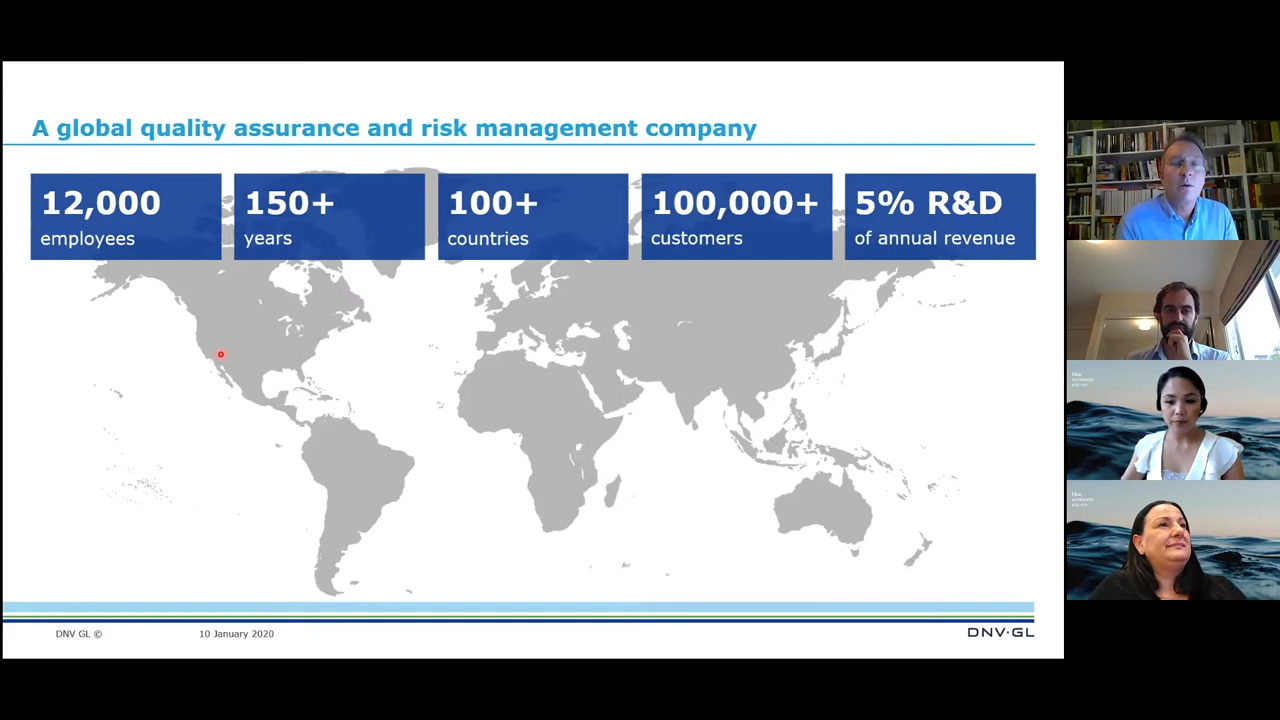 A global quality assurance and risk management company
12,000
employees
150+
years
100+
countries
100,000+
customers
5% R&D
of annual revenue
DNV GL ©
10 January 2020
DNV·GL